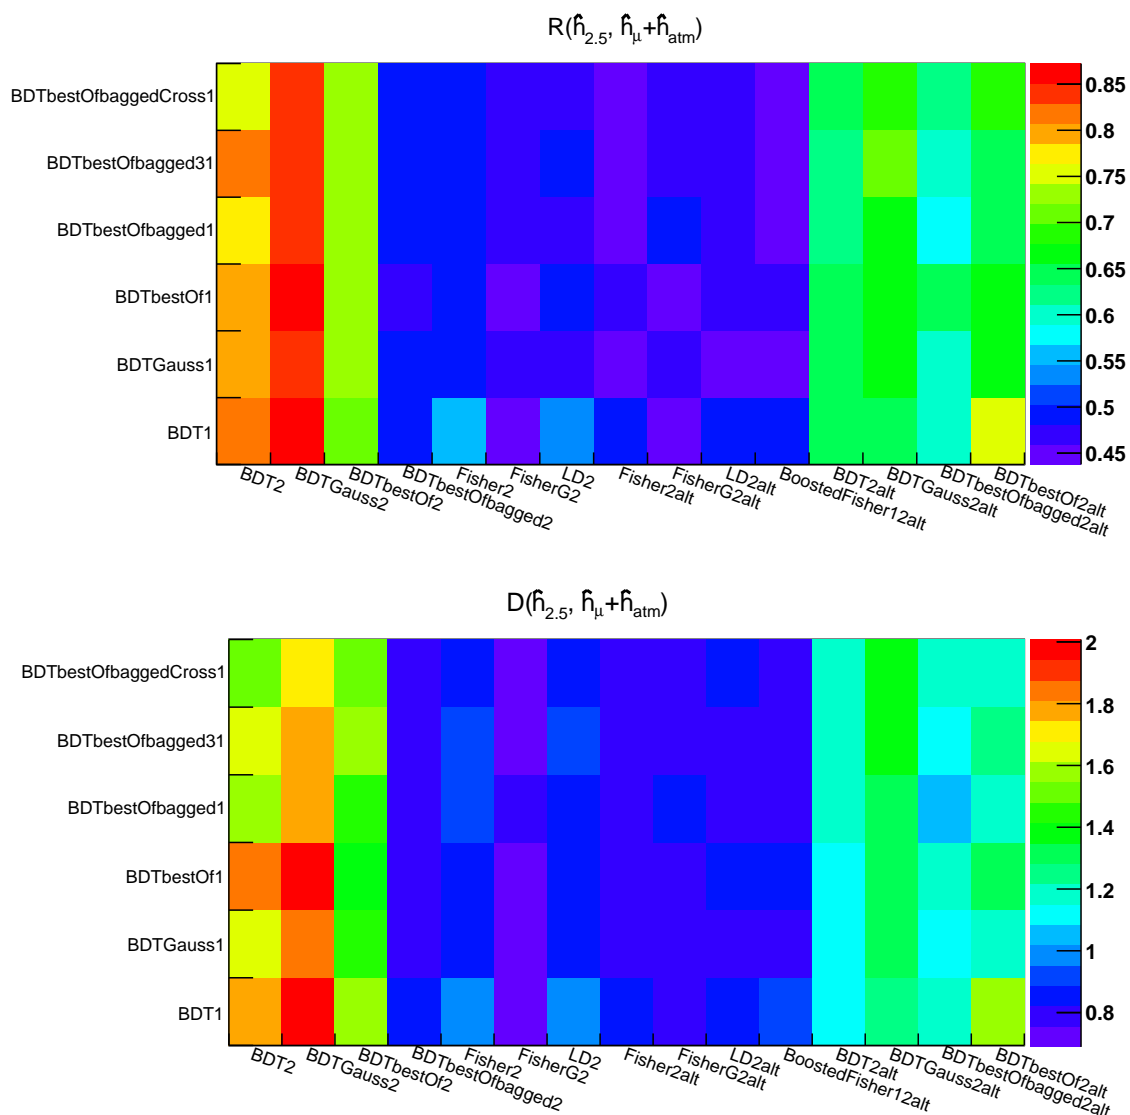 R(ĥ2.5, ĥμ+ĥatm)
BDTbestOfbaggedCross1
BDTbestOfbagged31
BDTbestOfbagged1
BDTbestOf1
BDTGauss1
BDT1
0.85
0.8
0.75
0.7
0.65
0.6
0.55
0.5
0.45
BDT2
BDTGauss2
BDTbestOf2
BDTbestOfbagged2
Fisher2
FisherG2
LD2
Fisher2alt
FisherG2alt
LD2alt
BoostedFisher12alt
BDT2alt
BDTGauss2alt
BDTbestOfbagged2alt
BDTbestOf2alt
D(ĥ2.5, ĥμ+ĥatm)
BDTbestOfbaggedCross1
BDTbestOfbagged31
BDTbestOfbagged1
BDTbestOf1
BDTGauss1
BDT1
2
1.8
1.6
1.4
1.2
1
0.8
BDT2
BDTGauss2
BDTbestOf2
BDTbestOfbagged2
Fisher2
FisherG2
LD2
Fisher2alt
FisherG2alt
LD2alt
BoostedFisher12alt
BDT2alt
BDTGauss2alt
BDTbestOfbagged2alt
BDTbestOf2alt